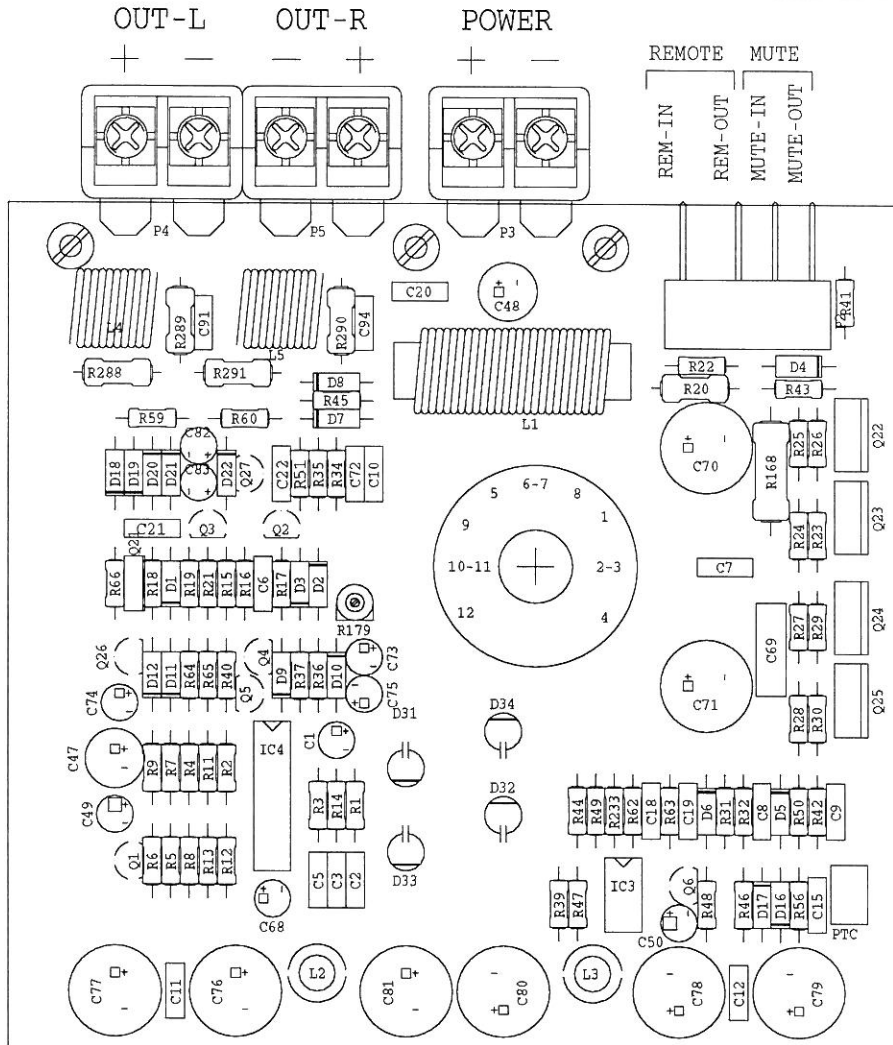 OUT-L OUT-R POWER
+ − − + + −
REMOTE MUTE
REM-IN REM-OUT MUTE-IN MUTE-OUT
P4 P5 P3
L4 R289 C91 L5 R290 C94 C20 C48 P2 R41
R288 R291 D8 R45 D7 L1 R22 D4 R20 R43
R59 R60 C82 C70 R168 R25 R26 Q22
D18 D19 D20 D21 C83 D22 Q27 C22 R51 R35 R34 C72 C10
5 6-7 8
9 1
10-11 2-3
12 4
C21 Q3 Q2 R24 R23 Q23
R66 R18 D1 R19 R21 R15 R16 C6 R17 D3 D2 C7
R179
Q26 D12 D11 R64 R65 R40 Q4 Q5 D9 R37 R36 D10 C73 C75 C69 R27 R29 Q24
C74 D31 D34 C71 R28 R30 Q25
C47 R9 R7 R4 R11 R2 IC4 C1
C49 R3 R14 R1 D32 R44 R49 R233 R62 C18 R63 C19 D6 R31 R32 C8 D5 R50 R42 C9
Q1 R6 R5 R8 R13 R12 C5 C3 C2 D33 IC3 Q6
C68 R39 R47 C50 R48 R46 D17 D16 R56 C15 PTC
C77 C11 C76 L2 C81 C80 L3 C78 C12 C79